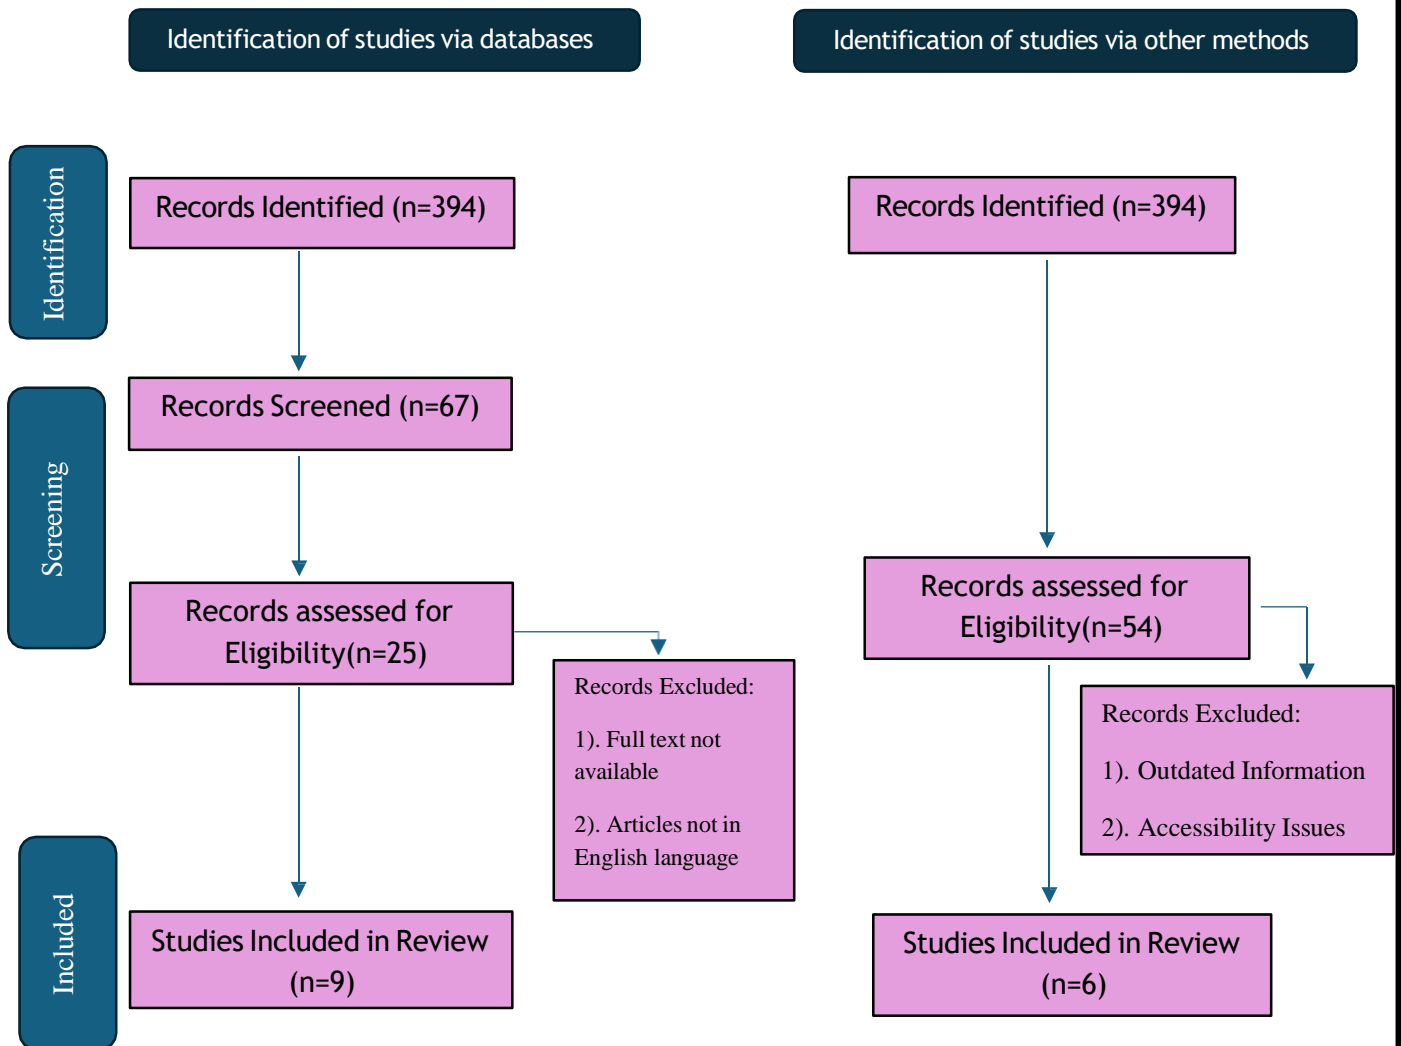 Identification of studies via databases
Identification of studies via other methods
Identification
Records Identified (n=394)
Records Identified (n=394)
Screening
Records Screened (n=67)
Records assessed for
Eligibility(n=25)
Records assessed for
Eligibility(n=54)
Records Excluded:
1). Full text not
available
2). Articles not in
English language
Records Excluded:
1). Outdated Information
2). Accessibility Issues
Included
Studies Included in Review
(n=9)
Studies Included in Review
(n=6)